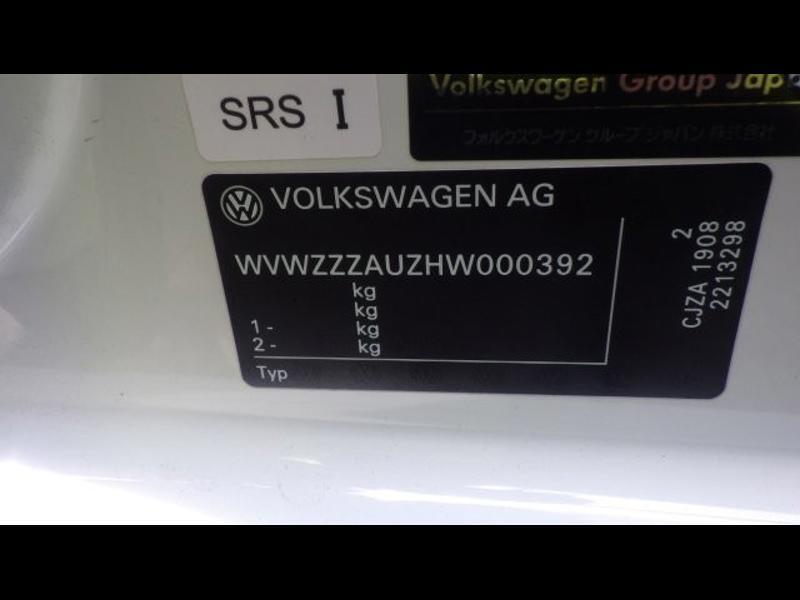 SRS I
Volkswagen Group Jap
フォルクスワーゲン グループ ジャパン 株式会社
VOLKSWAGEN AG
WVWZZZAUZHW000392
kg
kg
1- kg
2- kg
Typ
2
CJZA 1908
2213298